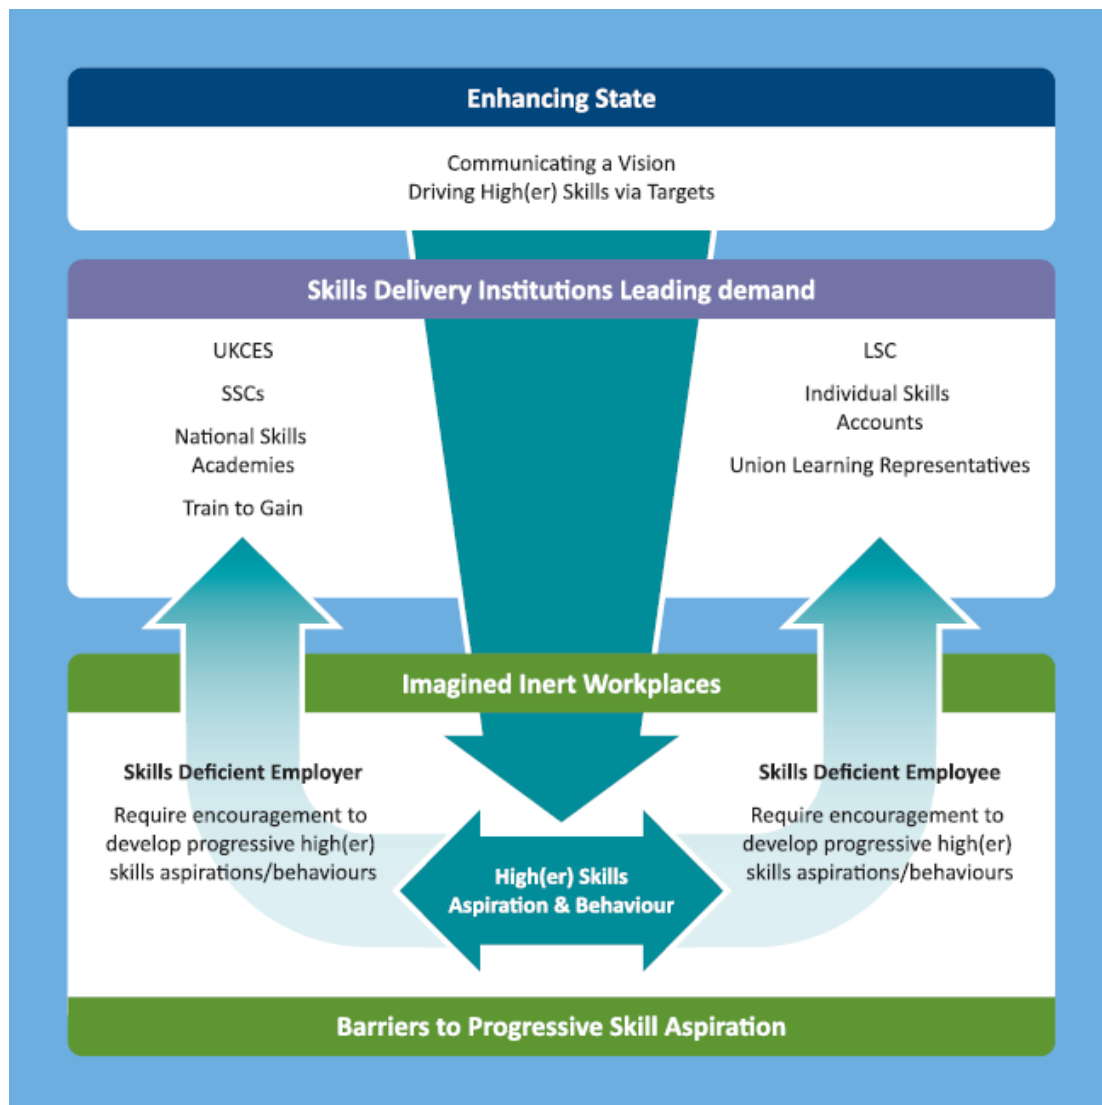 Enhancing State
Communicating a Vision
Driving High(er) Skills via Targets
Skills Delivery Institutions Leading demand
UKCES
SSCs
National Skills
Academies
Train to Gain
LSC
Individual Skills
Accounts
Union Learning Representatives
Imagined Inert Workplaces
Skills Deficient Employer
Require encouragement to
develop progressive high(er)
skills aspirations/behaviours
High(er) Skills
Aspiration & Behaviour
Skills Deficient Employee
Require encouragement to
develop progressive high(er)
skills aspirations/behaviours
Barriers to Progressive Skill Aspiration